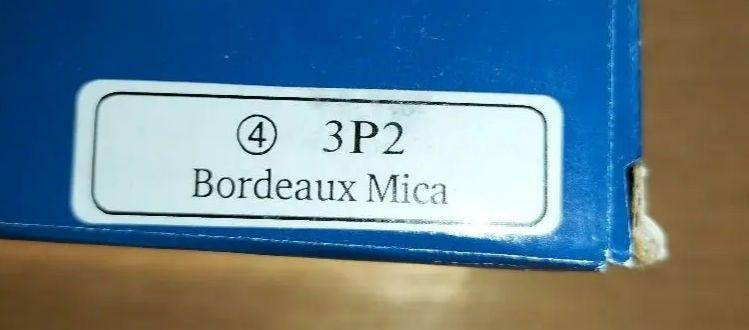 ④ 3P2
Bordeaux Mica